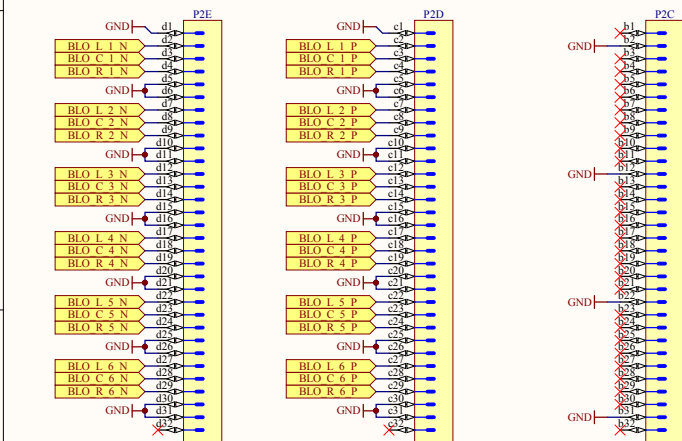 P2E
GND d1
BLO_L_1_N d2
BLO_C_1_N d3
BLO_R_1_N d4
d5
GND d6
BLO_L_2_N d7
BLO_C_2_N d8
BLO_R_2_N d9
d10
GND d11
BLO_L_3_N d12
BLO_C_3_N d13
BLO_R_3_N d14
d15
GND d16
BLO_L_4_N d17
BLO_C_4_N d18
BLO_R_4_N d19
d20
GND d21
BLO_L_5_N d22
BLO_C_5_N d23
BLO_R_5_N d24
d25
GND d26
BLO_L_6_N d27
BLO_C_6_N d28
BLO_R_6_N d29
d30
GND d31
d32
P2D
GND c1
BLO_L_1_P c2
BLO_C_1_P c3
BLO_R_1_P c4
c5
GND c6
BLO_L_2_P c7
BLO_C_2_P c8
BLO_R_2_P c9
c10
GND c11
BLO_L_3_P c12
BLO_C_3_P c13
BLO_R_3_P c14
c15
GND c16
BLO_L_4_P c17
BLO_C_4_P c18
BLO_R_4_P c19
c20
GND c21
BLO_L_5_P c22
BLO_C_5_P c23
BLO_R_5_P c24
c25
GND c26
BLO_L_6_P c27
BLO_C_6_P c28
BLO_R_6_P c29
c30
GND c31
c32
P2C
b1
GND b2
b3
b4
b5
b6
b7
b8
b9
b10
b11
GND b12
b13
b14
b15
b16
b17
b18
b19
b20
b21
GND b22
b23
b24
b25
b26
b27
b28
b29
b30
GND b31
b32